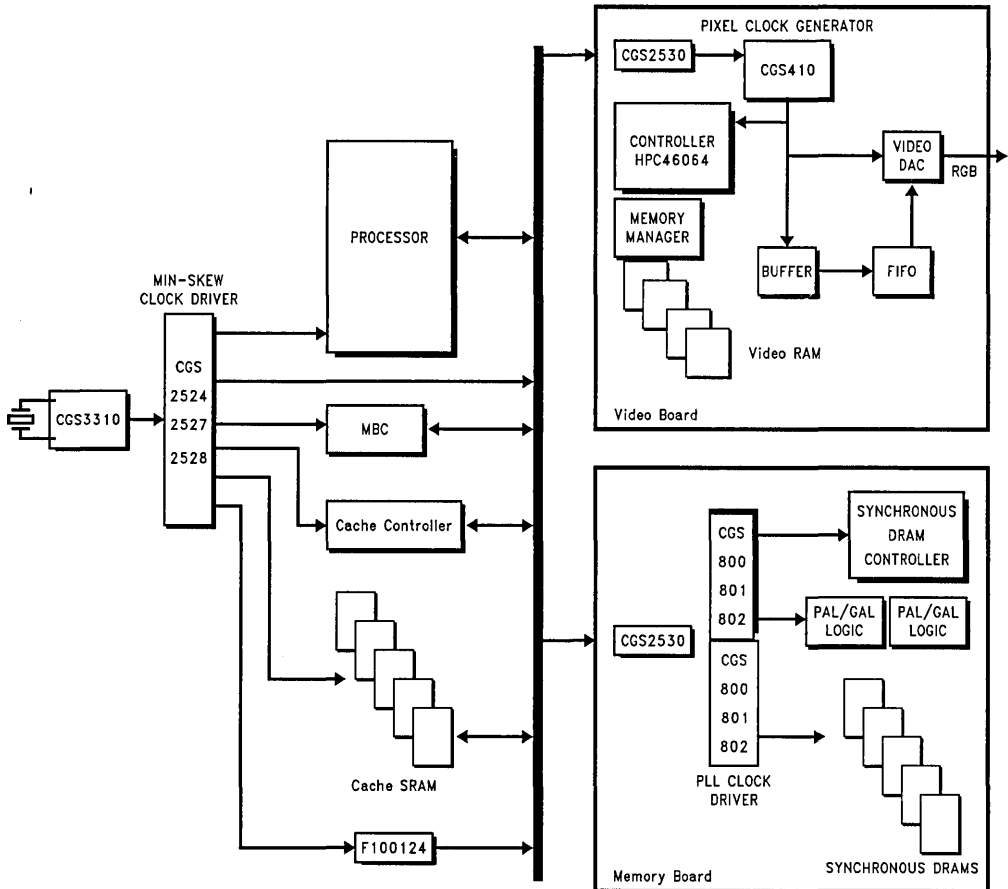 PIXEL CLOCK GENERATOR
CGS2530
CGS410
CONTROLLER
HPC46064
VIDEO
DAC
RGB
MEMORY
MANAGER
BUFFER
FIFO
Video RAM
Video Board
PROCESSOR
MIN-SKEW
CLOCK DRIVER
CGS
2524
2527
2528
CGS3310
MBC
Cache Controller
Cache SRAM
F100124
CGS2530
CGS
800
801
802
CGS
800
801
802
PLL CLOCK
DRIVER
SYNCHRONOUS
DRAM
CONTROLLER
PAL/GAL
LOGIC
PAL/GAL
LOGIC
SYNCHRONOUS DRAMS
Memory Board